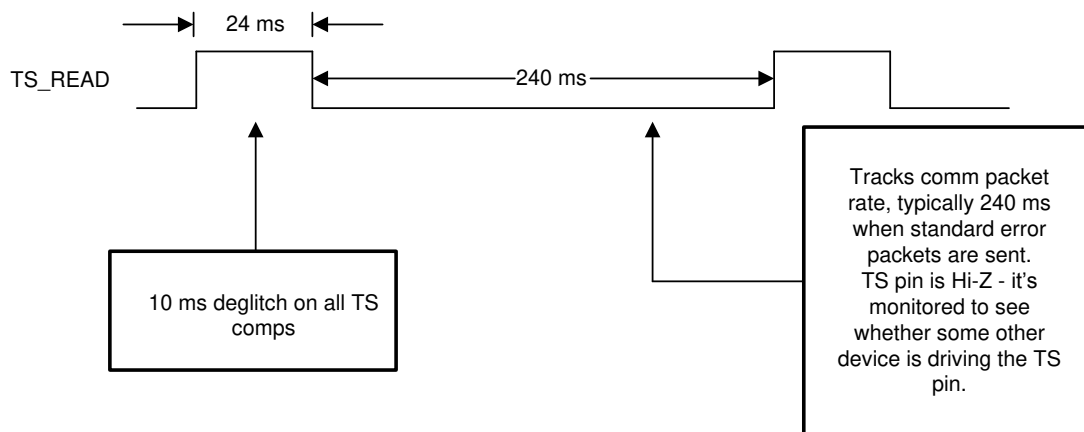 24 ms
TS_READ
240 ms
10 ms deglitch on all TS
comps
Tracks comm packet
rate, typically 240 ms
when standard error
packets are sent.
TS pin is Hi-Z - it's
monitored to see
whether some other
device is driving the TS
pin.